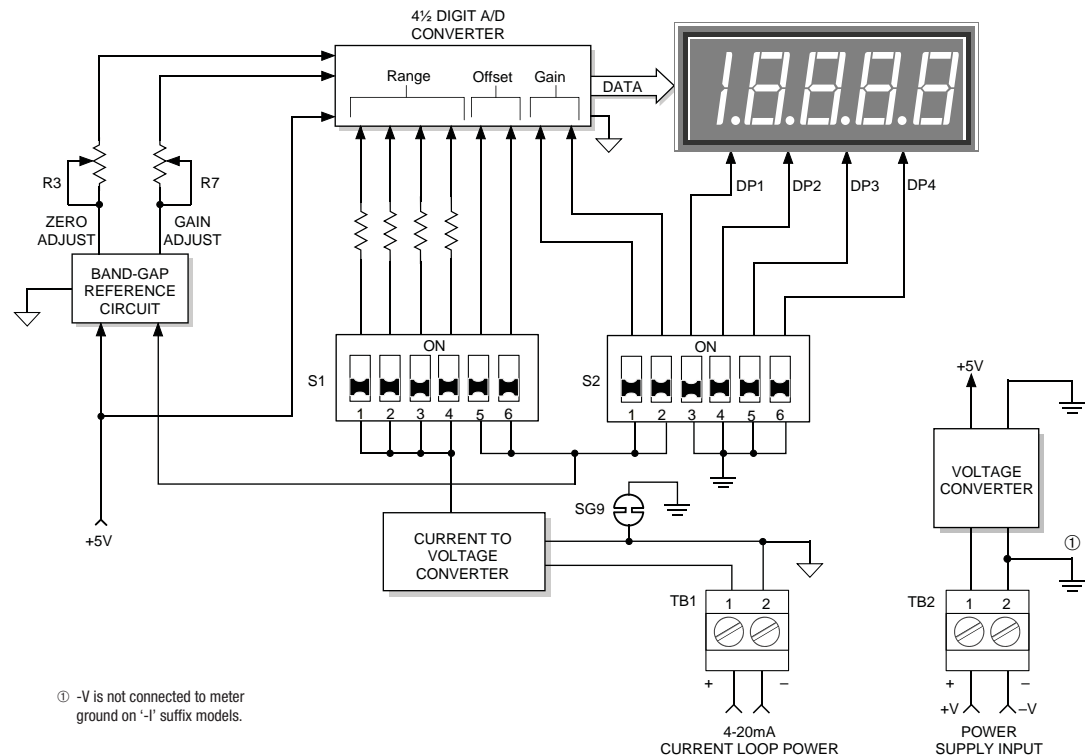 4½ DIGIT A/D
CONVERTER
Range
Offset
Gain
DATA
1.8.8.8.8
R3
R7
ZERO
ADJUST
GAIN
ADJUST
DP1
DP2
DP3
DP4
BAND-GAP
REFERENCE
CIRCUIT
S1
ON
1 2 3 4 5 6
S2
ON
1 2 3 4 5 6
+5V
VOLTAGE
CONVERTER
+5V
SG9
CURRENT TO
VOLTAGE
CONVERTER
①
TB1
1 2
TB2
1 2
+ –
+ –
+V –V
① -V is not connected to meter
ground on ‘-I’ suffix models.
4-20mA
CURRENT LOOP POWER
POWER
SUPPLY INPUT